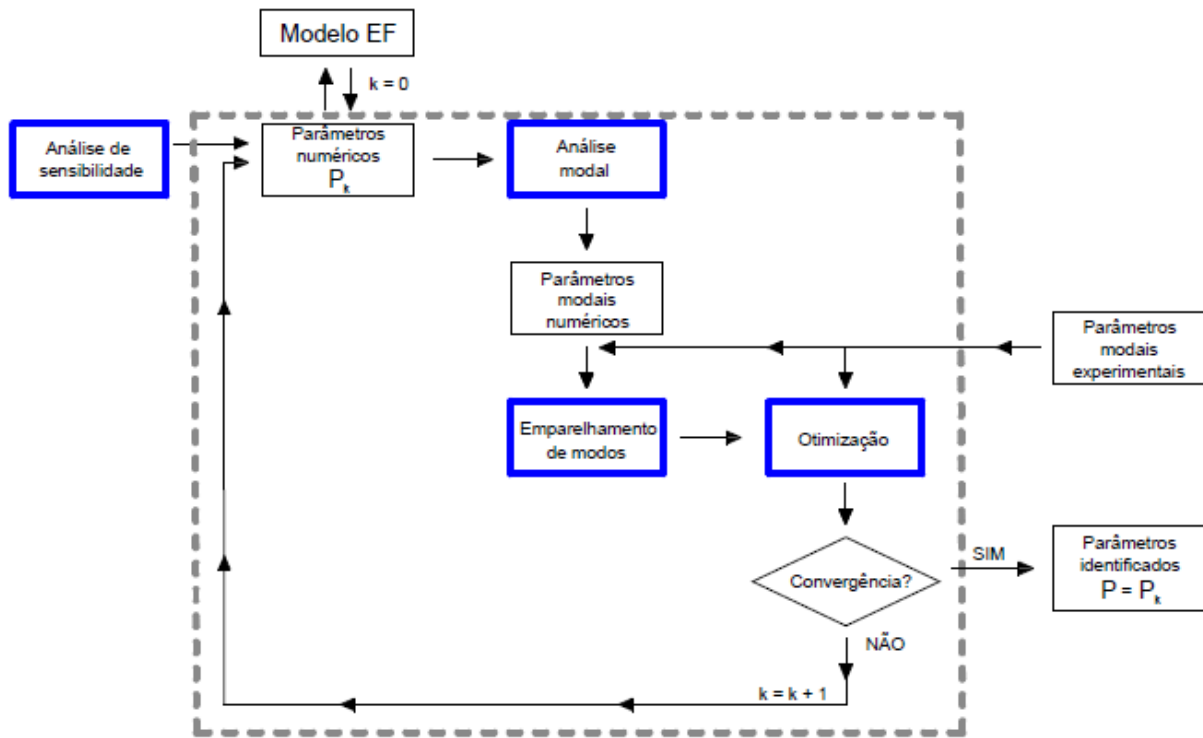 Modelo EF
k = 0
Análise de
sensibilidade
Parâmetros
numéricos
Pk
Análise
modal
Parâmetros
modais
numéricos
Parâmetros
modais
experimentais
Emparelhamento
de modos
Otimização
Convergência?
SIM
Parâmetros
identificados
P = Pk
NÃO
k = k + 1